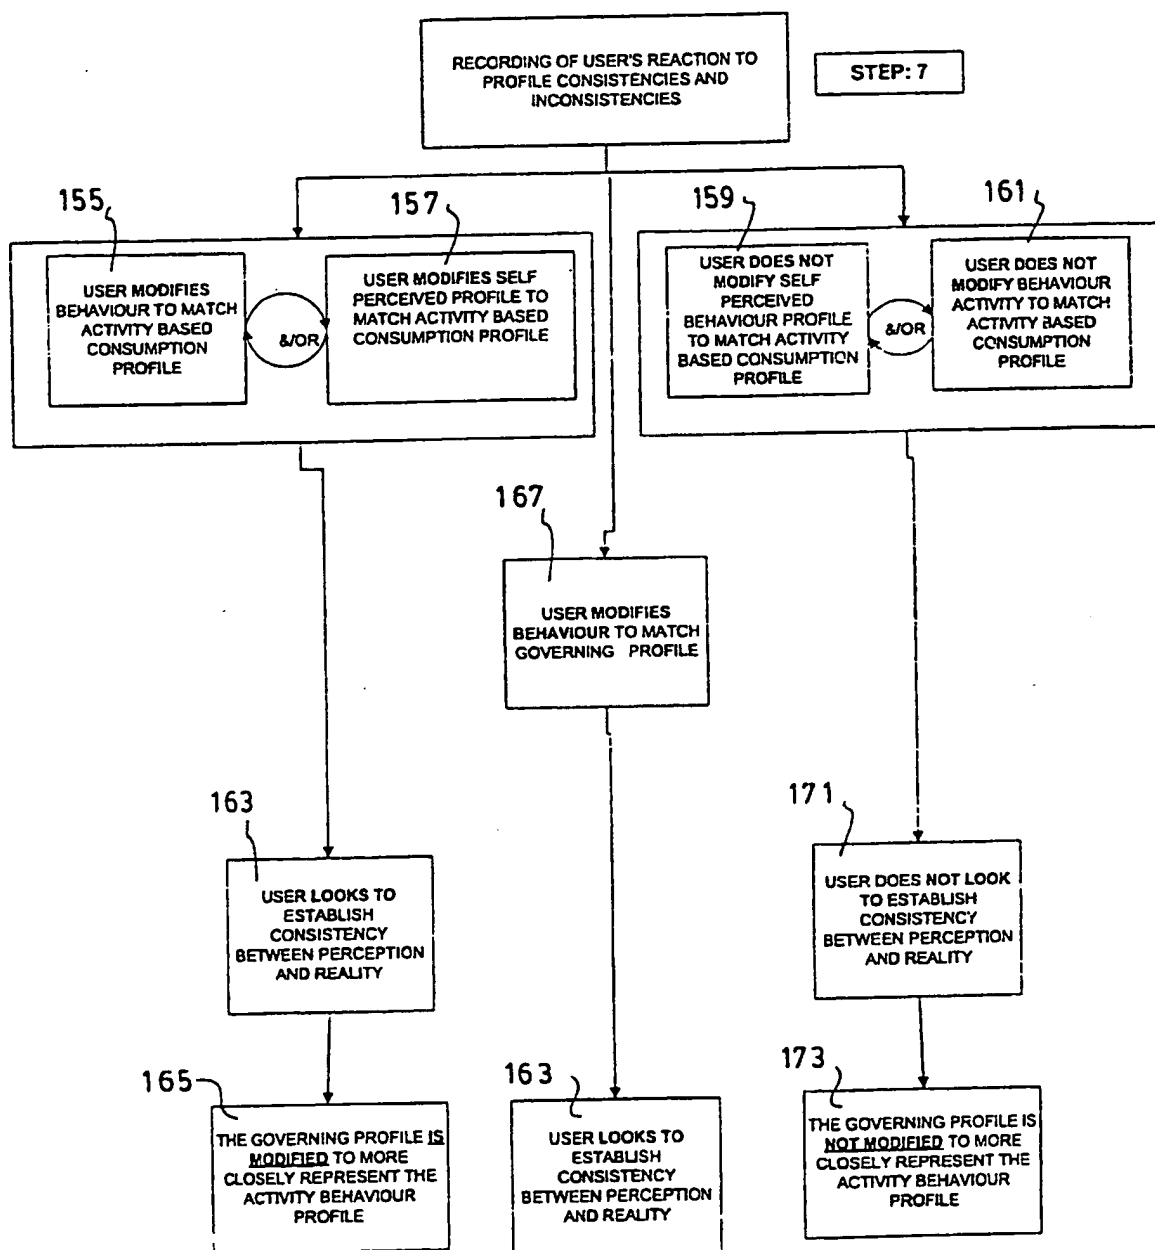 RECORDING OF USER'S REACTION TO
PROFILE CONSISTENCIES AND
INCONSISTENCIES
STEP: 7
155
157
159
161
USER MODIFIES
BEHAVIOUR TO MATCH
ACTIVITY BASED
CONSUMPTION
PROFILE
&/OR
USER MODIFIES SELF
PERCEIVED PROFILE TO
MATCH ACTIVITY BASED
CONSUMPTION PROFILE
USER DOES NOT
MODIFY SELF
PERCEIVED
BEHAVIOUR PROFILE
TO MATCH ACTIVITY
BASED CONSUMPTION
PROFILE
&/OR
USER DOES NOT
MODIFY BEHAVIOUR
ACTIVITY TO MATCH
ACTIVITY BASED
CONSUMPTION
PROFILE
167
USER MODIFIES
BEHAVIOUR TO MATCH
GOVERNING PROFILE
163
USER LOOKS TO
ESTABLISH
CONSISTENCY
BETWEEN PERCEPTION
AND REALITY
171
USER DOES NOT LOOK
TO ESTABLISH
CONSISTENCY
BETWEEN PERCEPTION
AND REALITY
165
THE GOVERNING PROFILE IS
MODIFIED TO MORE
CLOSELY REPRESENT THE
ACTIVITY BEHAVIOUR
PROFILE
163
USER LOOKS TO
ESTABLISH
CONSISTENCY
BETWEEN PERCEPTION
AND REALITY
173
THE GOVERNING PROFILE IS
NOT MODIFIED TO MORE
CLOSELY REPRESENT THE
ACTIVITY BEHAVIOUR
PROFILE